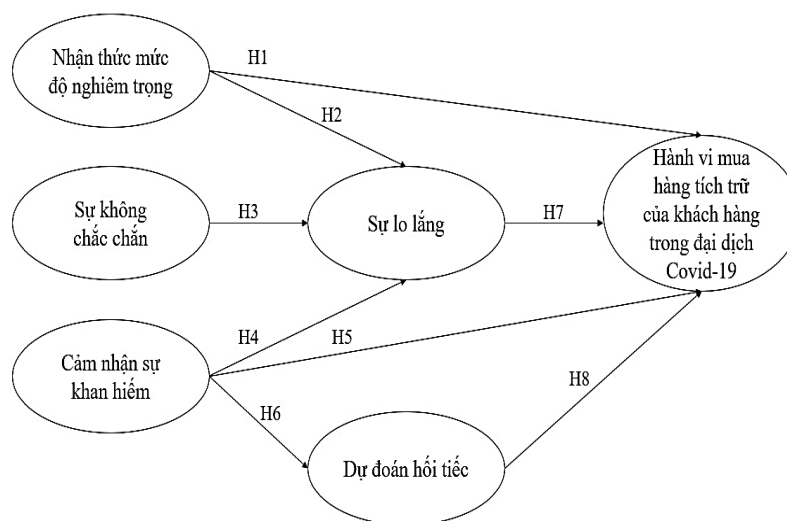 Nhận thức mức
độ nghiêm trọng
H1
H2
Hành vi mua
hàng tích trữ
của khách hàng
trong đại dịch
Covid-19
Sự không
chắc chắn
H3
Sự lo lắng
H7
H4
H5
Cảm nhận sự
khan hiếm
H6
H8
Dự đoán hối tiếc